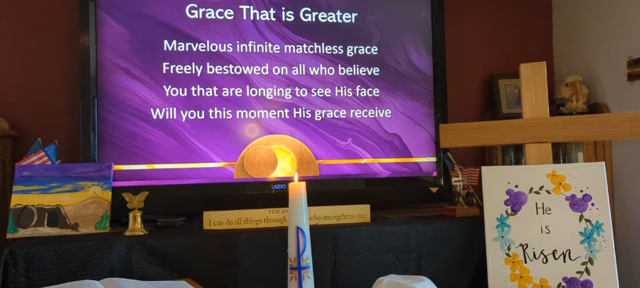 Grace That is Greater
Marvelous infinite matchless grace
Freely bestowed on all who believe
You that are longing to see His face
Will you this moment His grace receive
VIZIO
I can do all things through
strengthens me.
He
is
Risen